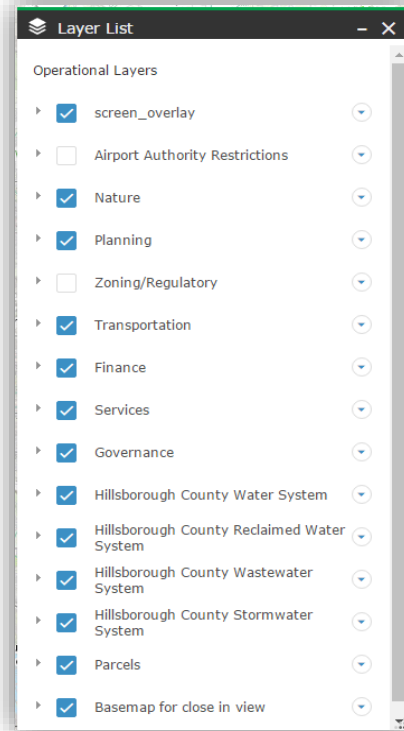 Layer List
Operational Layers
screen_overlay
Airport Authority Restrictions
Nature
Planning
Zoning/Regulatory
Transportation
Finance
Services
Governance
Hillsborough County Water System
Hillsborough County Reclaimed Water
System
Hillsborough County Wastewater
System
Hillsborough County Stormwater
System
Parcels
Basemap for close in view